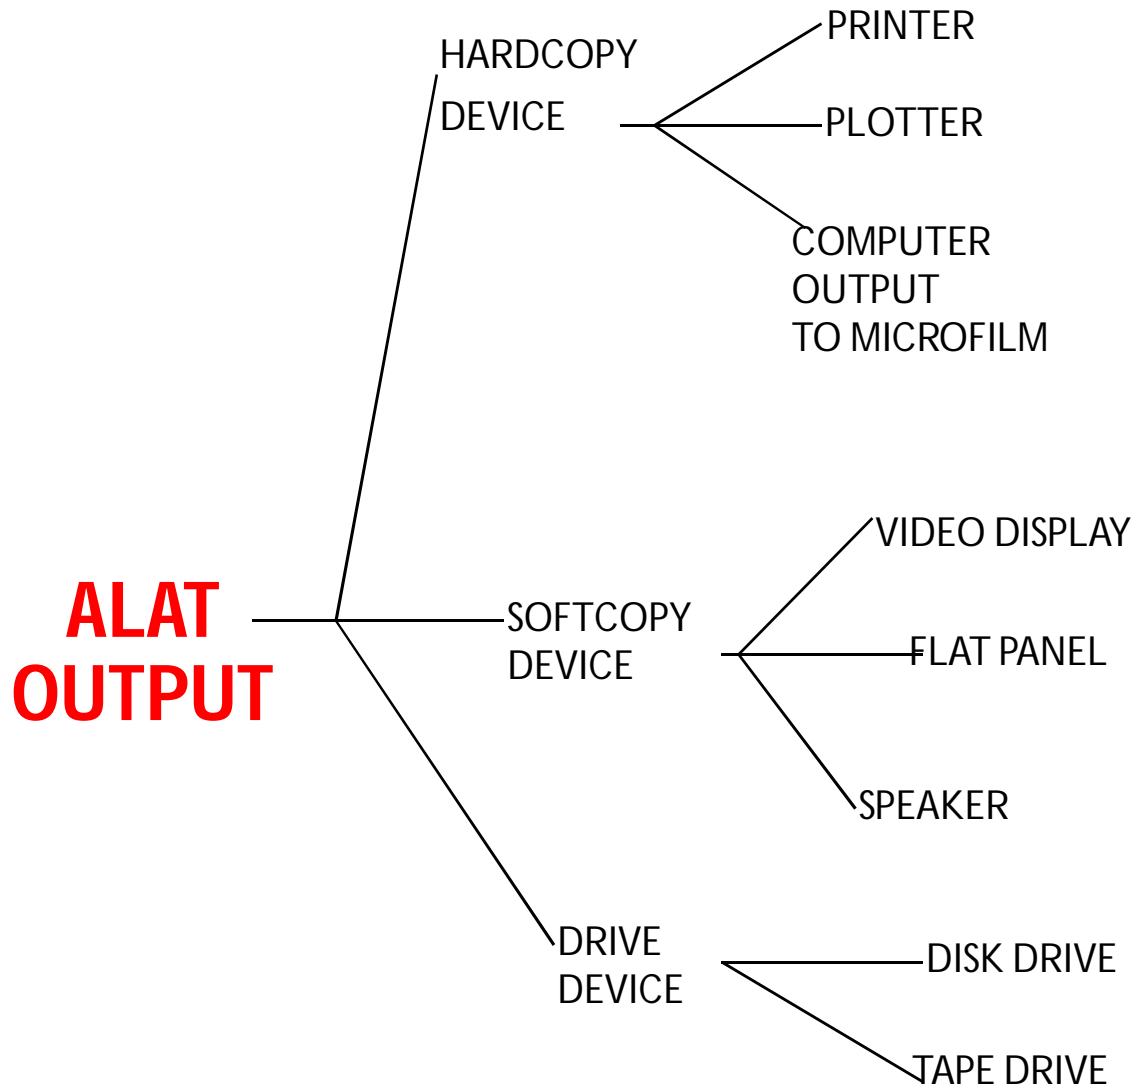 ALAT
OUTPUT
HARDCOPY
DEVICE
PRINTER
PLOTTER
COMPUTER
OUTPUT
TO MICROFILM
SOFTCOPY
DEVICE
VIDEO DISPLAY
FLAT PANEL
SPEAKER
DRIVE
DEVICE
DISK DRIVE
TAPE DRIVE